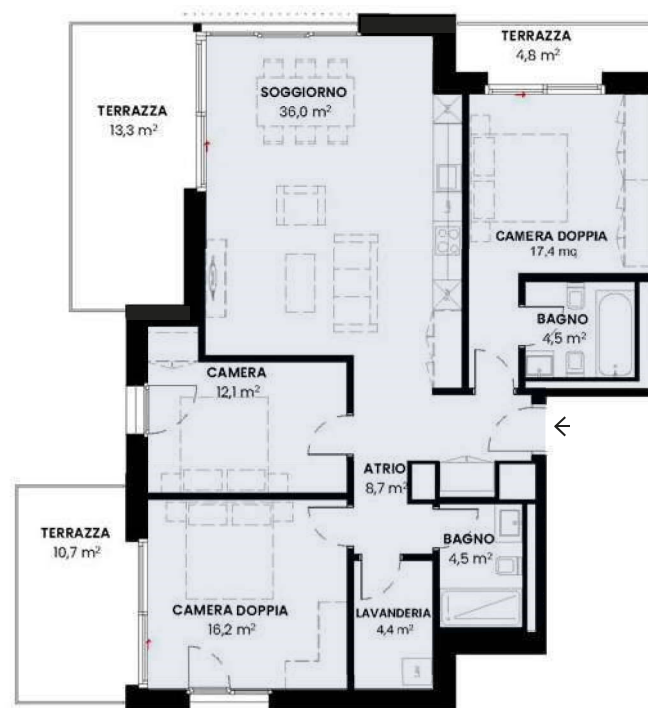 TERRAZZA
4,8 m²
SOGGIORNO
36,0 m²
TERRAZZA
13,3 m²
CAMERA DOPPIA
17,4 mq
BAGNO
4,5 m²
CAMERA
12,1 m²
ATRIO
8,7 m²
TERRAZZA
10,7 m²
BAGNO
4,5 m²
CAMERA DOPPIA
16,2 m²
LAVANDERIA
4,4 m²